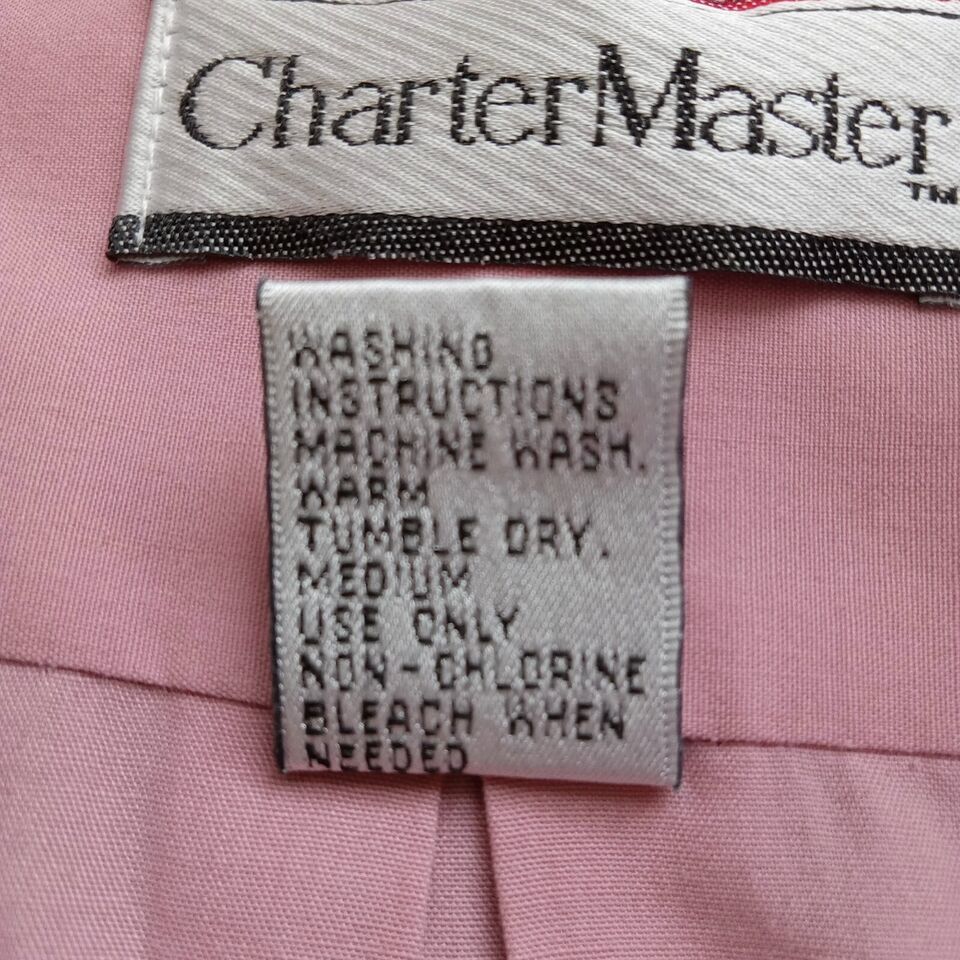 CharterMaster
TM
WASHING
INSTRUCTIONS
MACHINE WASH.
WARM
TUMBLE DRY.
MEDIUM
USE ONLY
NON-CHLORINE
BLEACH WHEN
NEEDED